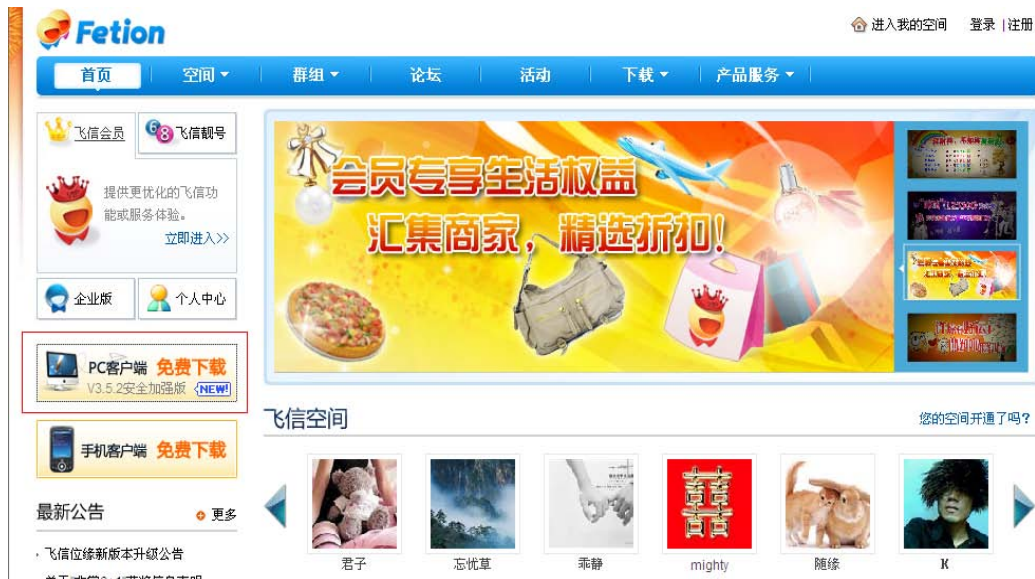 Fetion
进入我的空间 登录 | 注册
首页 空间 群组 论坛 活动 下载 产品服务
飞信会员 68 飞信靓号
提供更优化的飞信功
能或服务体验。
立即进入>>
企业版 个人中心
PC客户端 免费下载
V3.5.2安全加强版 NEW!
手机客户端 免费下载
最新公告 更多
飞信位缘新版本升级公告
会员专享生活权益
汇集商家，精选折扣!
飞信空间 您的空间开通了吗?
君子 忘忧草 乖静 mighty 随缘 K